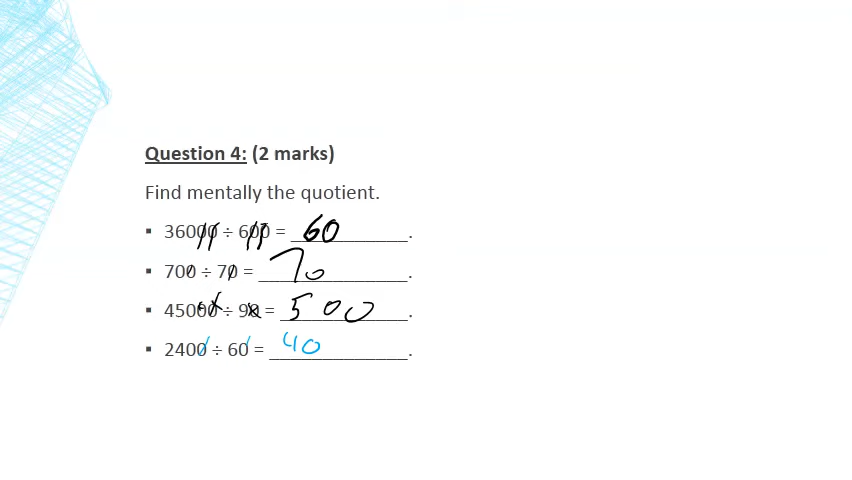 Question 4: (2 marks)
Find mentally the quotient.
▪ 36000 ÷ 600 = 60.
▪ 700 ÷ 70 = 10.
▪ 45000 ÷ 90 = 500.
▪ 2400 ÷ 60 = 40.